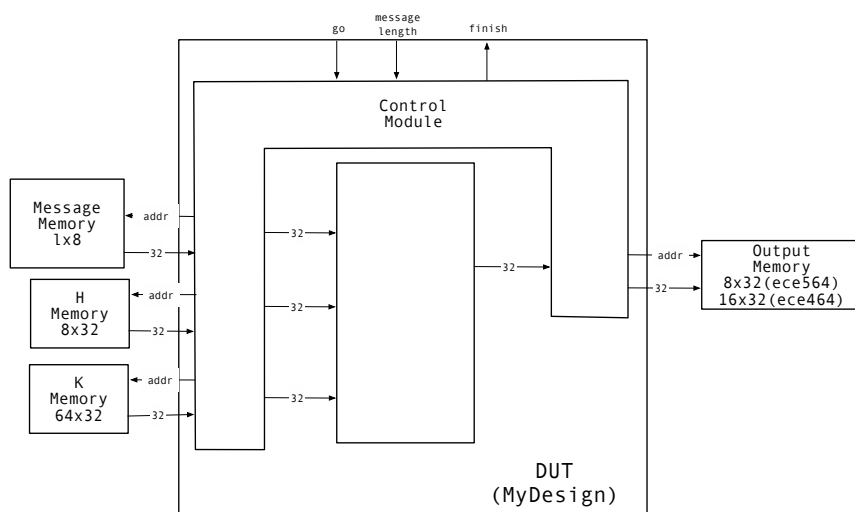 go
message
length
finish
Control
Module
Message
Memory
lx8
addr
32
H
Memory
8x32
addr
32
K
Memory
64x32
addr
32
32
32
32
32
addr
32
Output
Memory
8x32(ece564)
16x32(ece464)
DUT
(MyDesign)